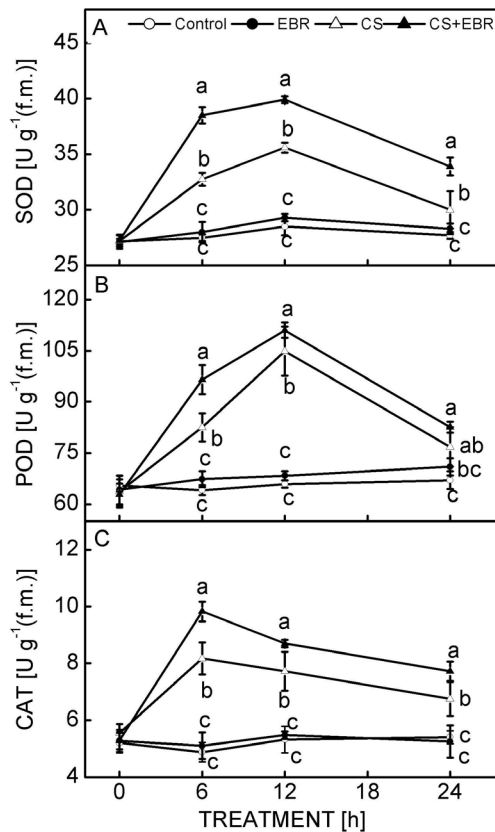 A
Control EBR CS CS+EBR
45
40
35
30
25
SOD [U g⁻¹(f.m.)]
a
a
a
b
b
b
c
c
c
c
c
c
B
120
105
90
75
60
POD [U g⁻¹(f.m.)]
a
a
a
b
b
ab
c
c
bc
c
c
c
C
12
10
8
6
4
CAT [U g⁻¹(f.m.)]
a
a
a
b
b
b
c
c
c
c
c
c
0 6 12 24
TREATMENT [h]